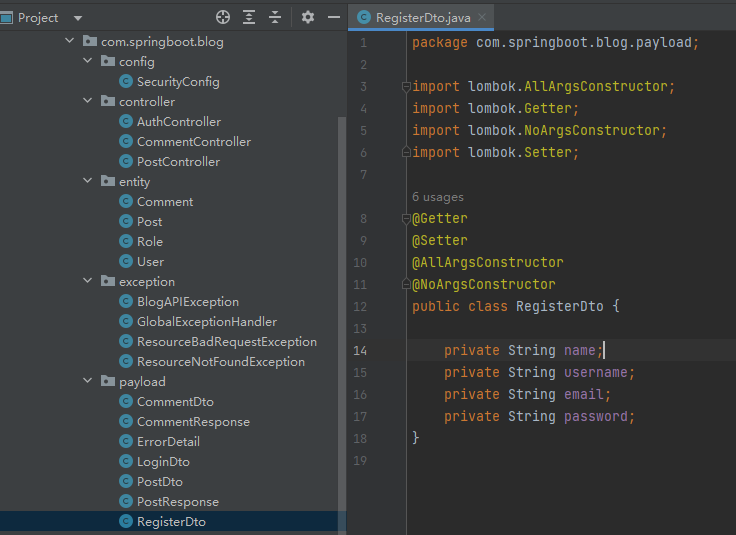 Project
com.springboot.blog
config
SecurityConfig
controller
AuthController
CommentController
PostController
entity
Comment
Post
Role
User
exception
BlogAPIException
GlobalExceptionHandler
ResourceBadRequestException
ResourceNotFoundException
payload
CommentDto
CommentResponse
ErrorDetail
LoginDto
PostDto
PostResponse
RegisterDto
RegisterDto.java
1 package com.springboot.blog.payload;
2
3 import lombok.AllArgsConstructor;
4 import lombok.Getter;
5 import lombok.NoArgsConstructor;
6 import lombok.Setter;
7
6 usages
8 @Getter
9 @Setter
10 @AllArgsConstructor
11 @NoArgsConstructor
12 public class RegisterDto {
13
14 private String name;
15 private String username;
16 private String email;
17 private String password;
18 }
19